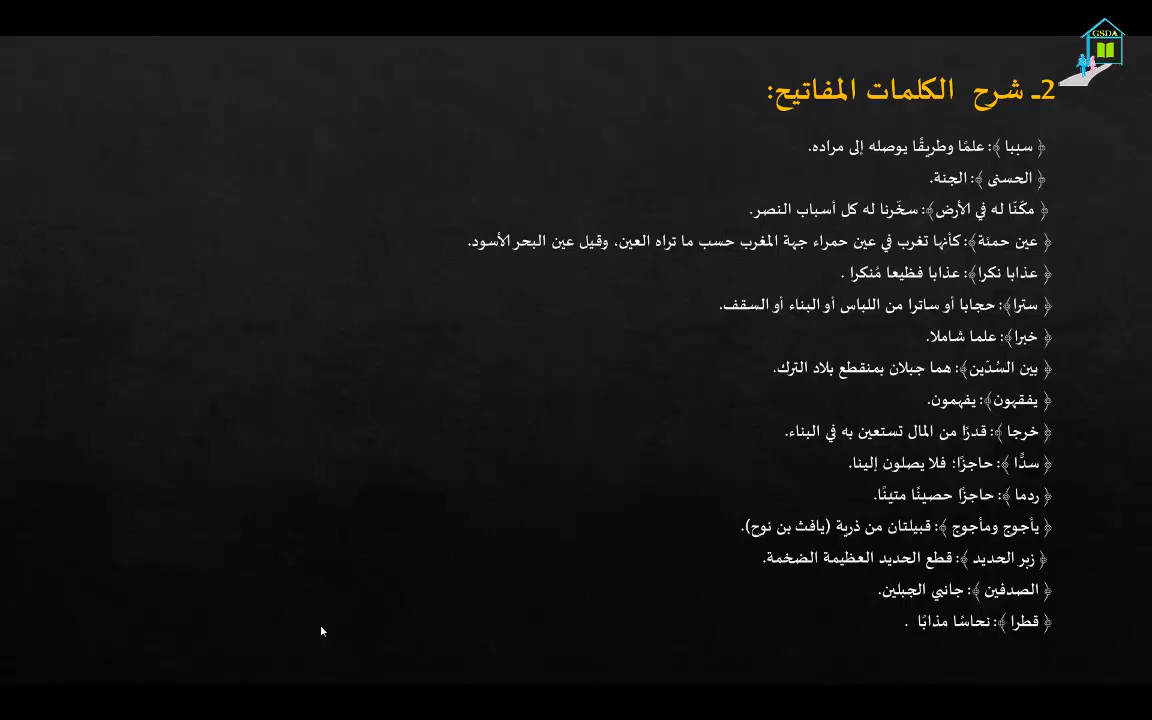 GSDA
2ـ شرح الكلمات المفاتيح:
﴿ سببا ﴾: علمًا وطريقًا يوصله إلى مراده.
﴿ الحسنى ﴾: الجنة.
﴿ مكّنّا له في الأرض﴾: سخّرنا له كل أسباب النصر.
﴿ عين حمئة﴾: كأنها تغرب في عين حمراء جهة المغرب حسب ما تراه العين، وقيل عين البحر الأسود.
﴿ عذابا نكرا﴾: عذابا فظيعا مُنكرا .
﴿ سترا﴾: حجابا أو ساترا من اللباس أو البناء أو السقف.
﴿ خبرا﴾: علما شاملا.
﴿ بين السُدّين﴾: هما جبلان بمنقطع بلاد الترك.
﴿ يفقهون﴾: يفهمون.
﴿ خرجا ﴾: قدرًا من المال تستعين به في البناء.
﴿ سدًّا ﴾: حاجزًا؛ فلا يصلون إلينا.
﴿ ردما ﴾: حاجزًا حصينًا متينًا.
﴿ يأجوج ومأجوج ﴾: قبيلتان من ذرية (يافث بن نوح).
﴿ زبر الحديد ﴾: قطع الحديد العظيمة الضخمة.
﴿ الصدفين ﴾: جانبي الجبلين.
﴿ قطرا ﴾: نحاسًا مذابًا .